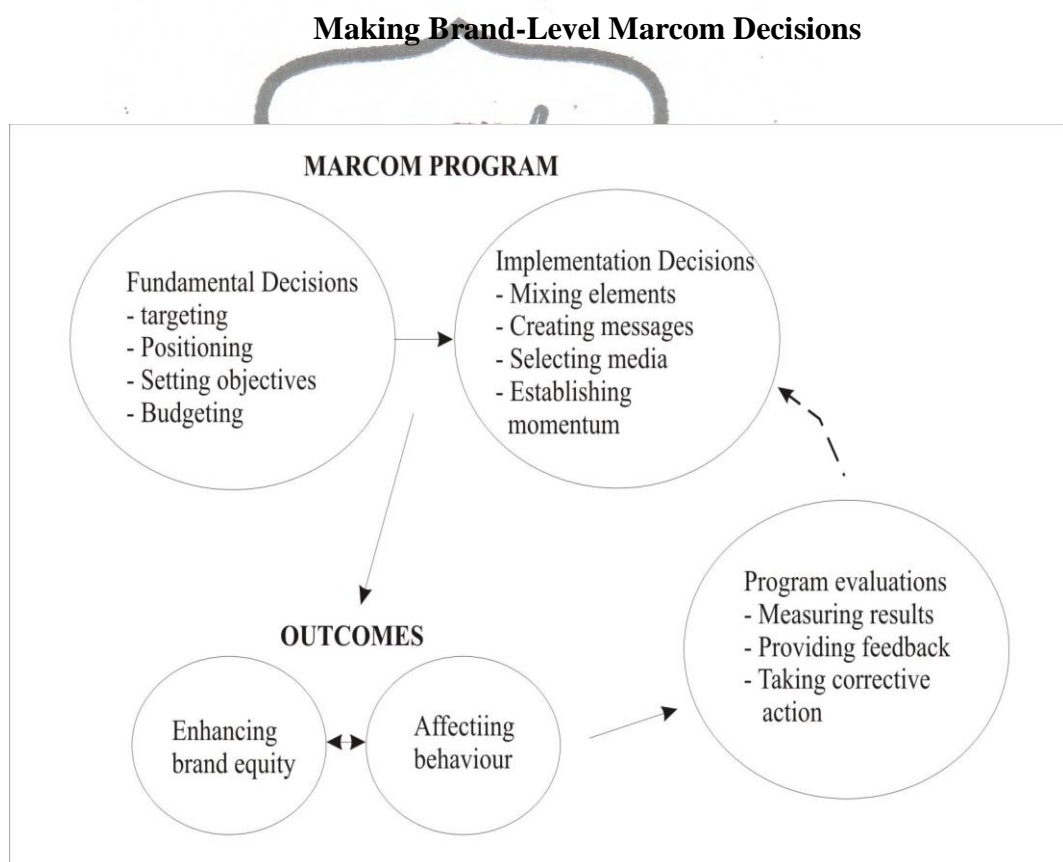 Making Brand-Level Marcom Decisions
MARCOM PROGRAM
Fundamental Decisions
- targeting
- Positioning
- Setting objectives
- Budgeting
Implementation Decisions
- Mixing elements
- Creating messages
- Selecting media
- Establishing
momentum
OUTCOMES
Enhancing
brand equity
Affectiing
behaviour
Program evaluations
- Measuring results
- Providing feedback
- Taking corrective
action